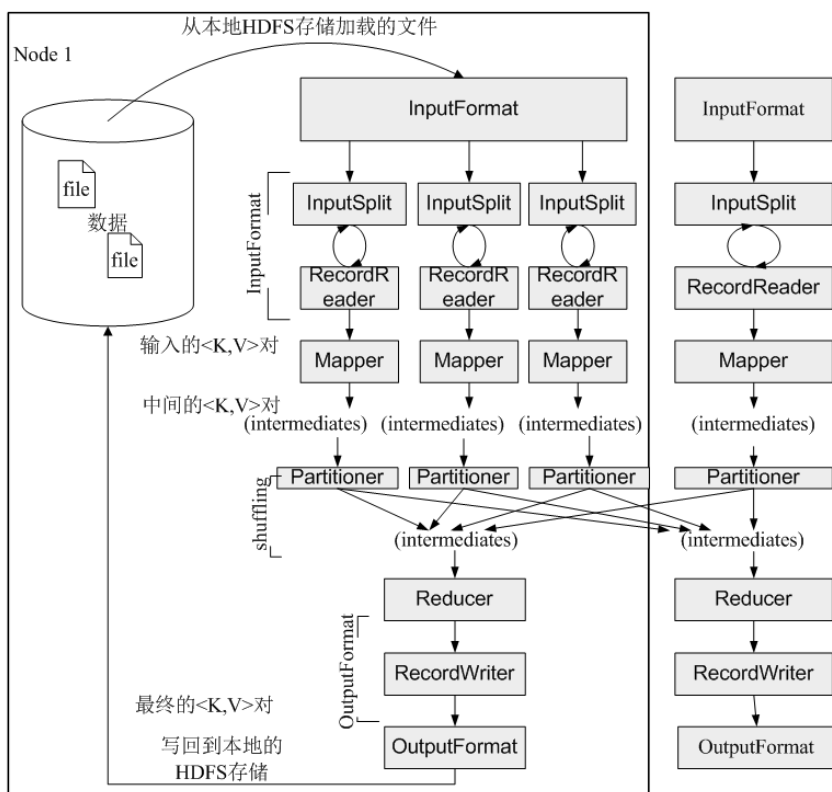 从本地HDFS存储加载的文件
Node 1
InputFormat
InputFormat
file
数据
file
InputFormat
InputSplit
InputSplit
InputSplit
InputSplit
RecordR
eader
RecordR
eader
RecordR
eader
RecordReader
输入的<K,V>对
Mapper
Mapper
Mapper
Mapper
中间的<K,V>对
(intermediates)
(intermediates)
(intermediates)
(intermediates)
shuffling
Partitioner
Partitioner
Partitioner
Partitioner
(intermediates)
(intermediates)
Reducer
Reducer
OutputFormat
RecordWriter
RecordWriter
最终的<K,V>对
写回到本地的
HDFS存储
OutputFormat
OutputFormat